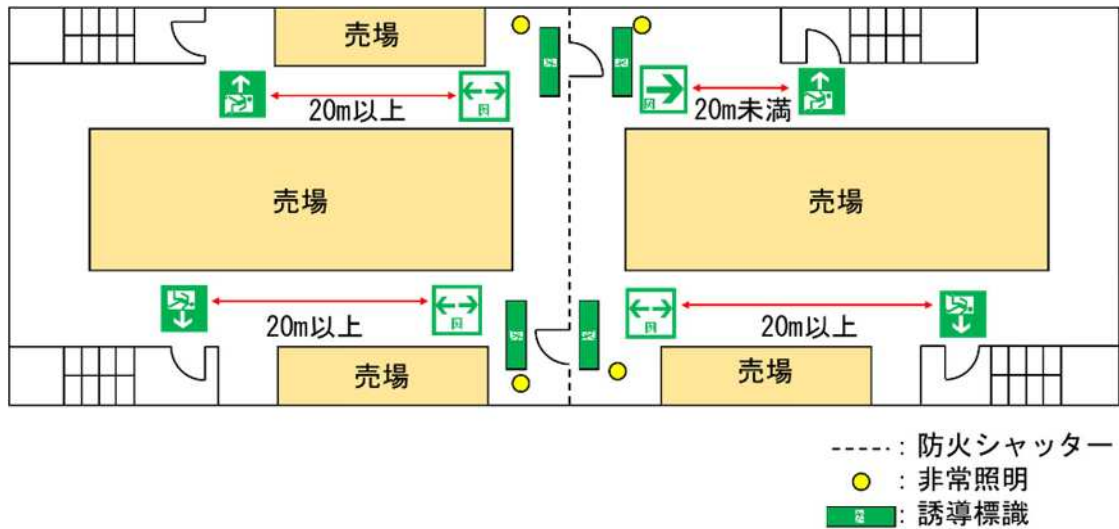 売場
20m以上
20m未満
売場
売場
20m以上
20m以上
売場
売場
-----: 防火シャッター
: 非常照明
: 誘導標識